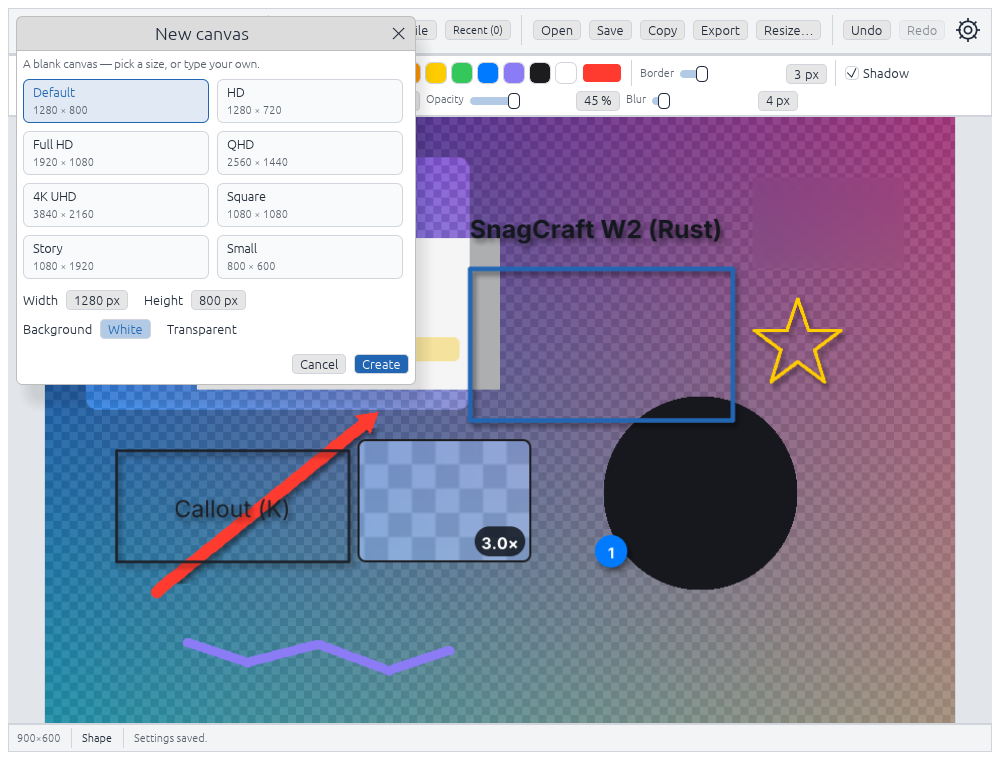 New canvas
A blank canvas — pick a size, or type your own.
Default
1280 × 800
HD
1280 × 720
Full HD
1920 × 1080
QHD
2560 × 1440
4K UHD
3840 × 2160
Square
1080 × 1080
Story
1080 × 1920
Small
800 × 600
Width 1280 px Height 800 px
Background White Transparent
Cancel Create
Recent (0) Open Save Copy Export Resize… Undo Redo
Border 3 px Shadow
Opacity 45 % Blur 4 px
SnagCraft W2 (Rust)
Callout (K)
3.0×
1
900×600 Shape Settings saved.